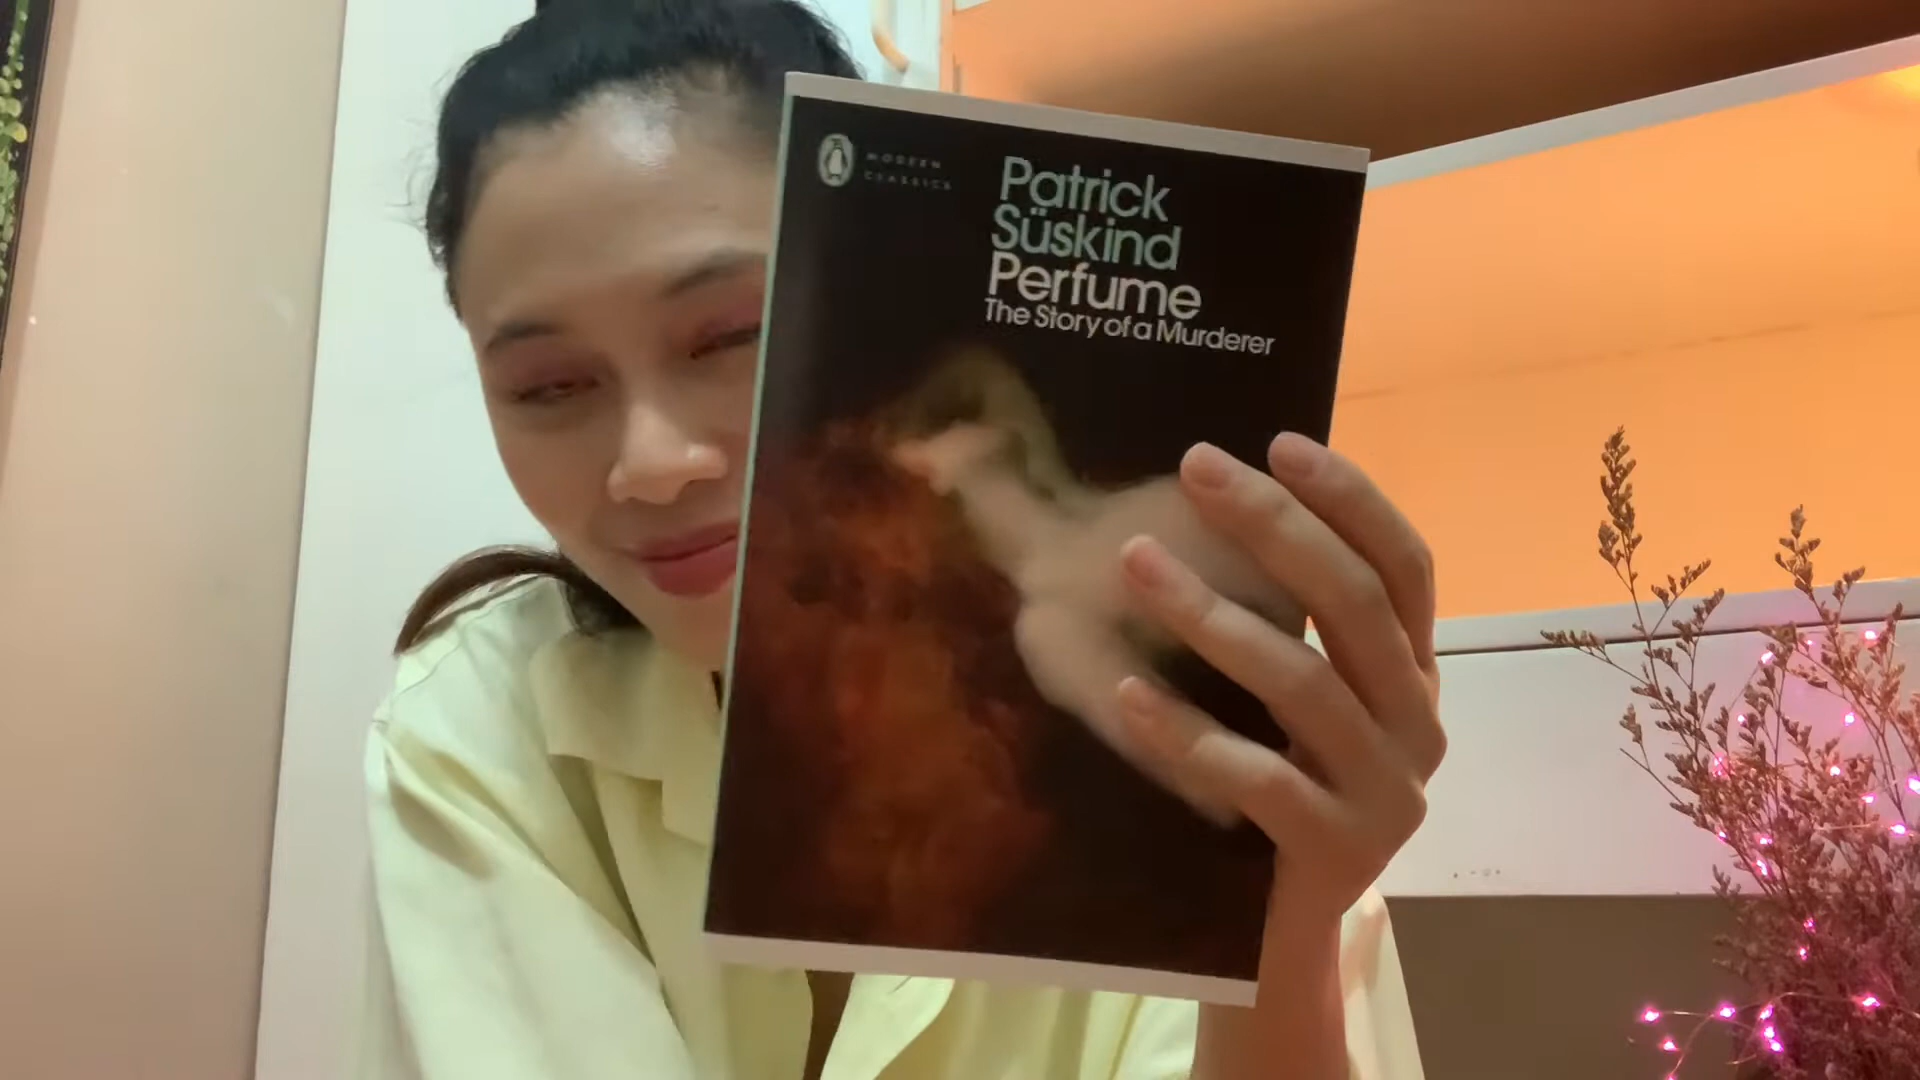 MODERN
CLASSICS
Patrick
Süskind
Perfume
The Story of a Murderer